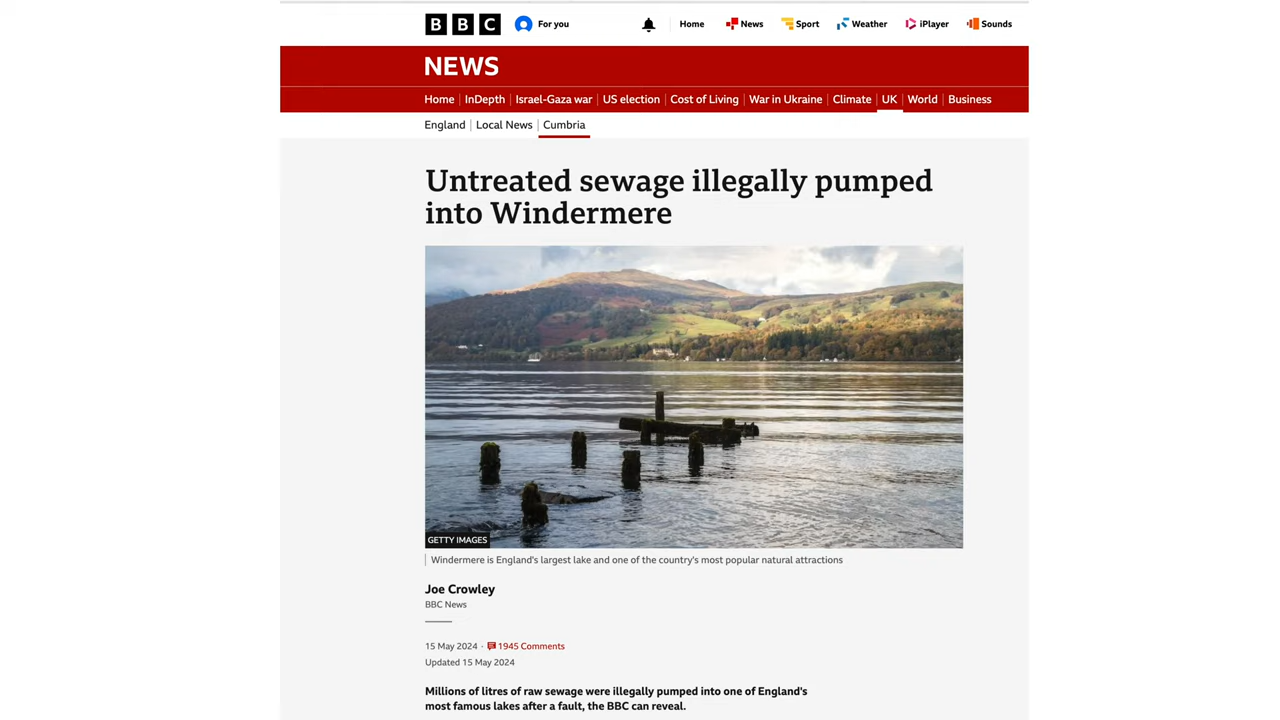 BBC For you Home News Sport Weather iPlayer Sounds
NEWS
Home InDepth Israel-Gaza war US election Cost of Living War in Ukraine Climate UK World Business
England Local News Cumbria
Untreated sewage illegally pumped
into Windermere
GETTY IMAGES
Windermere is England's largest lake and one of the country's most popular natural attractions
Joe Crowley
BBC News
15 May 2024 · 1945 Comments
Updated 15 May 2024
Millions of litres of raw sewage were illegally pumped into one of England's
most famous lakes after a fault, the BBC can reveal.